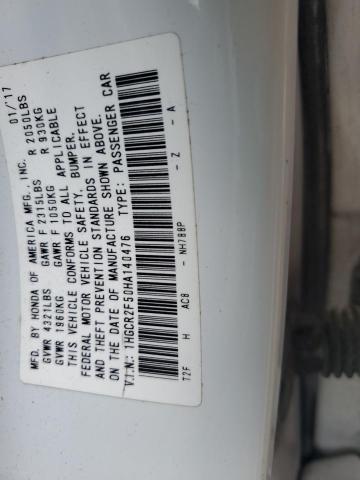 MFD. BY HONDA OF AMERICA MFG., INC. 01/17
GVWR 4321LBS GAWR F 2315LBS R 2050LBS
GVWR 1960KG GAWR F 1050KG R 930KG
THIS VEHICLE CONFORMS TO ALL APPLICABLE
FEDERAL MOTOR VEHICLE SAFETY, BUMPER,
AND THEFT PREVENTION STANDARDS IN EFFECT
ON THE DATE OF MANUFACTURE SHOWN ABOVE.
V.I.N.: 1HGCR2F50HA140476 TYPE: PASSENGER CAR
T2F H AC8 - NH788P - Z - A